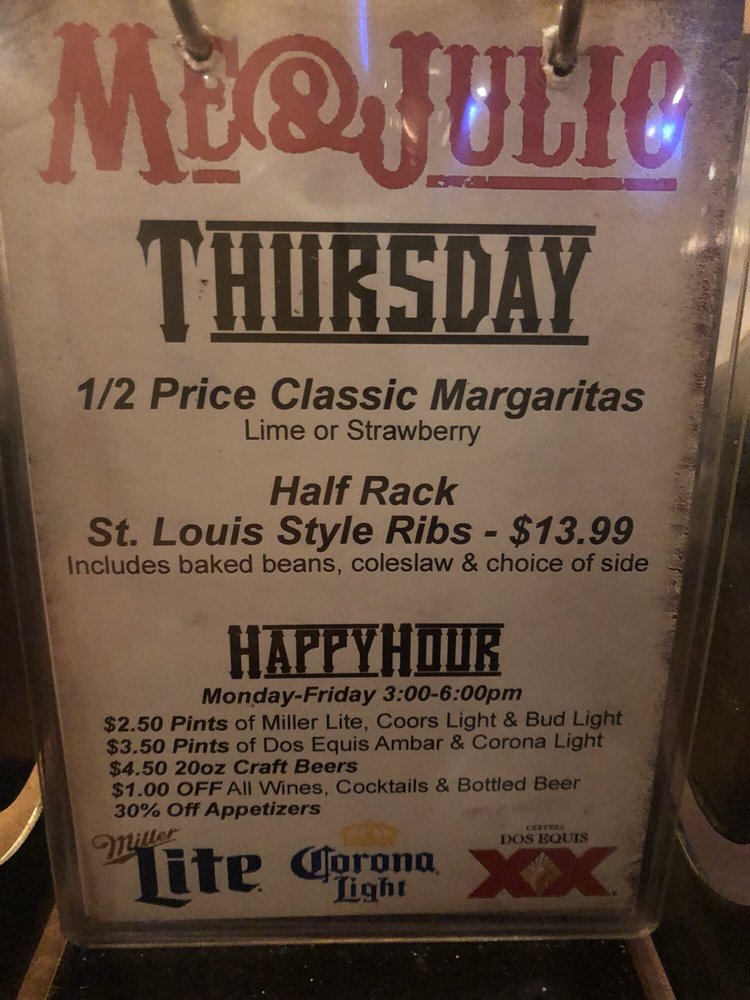 ME & JULIO
THURSDAY
1/2 Price Classic Margaritas
Lime or Strawberry
Half Rack
St. Louis Style Ribs - $13.99
Includes baked beans, coleslaw & choice of side
HAPPY HOUR
Monday-Friday 3:00-6:00pm
$2.50 Pints of Miller Lite, Coors Light & Bud Light
$3.50 Pints of Dos Equis Ambar & Corona Light
$4.50 20oz Craft Beers
$1.00 OFF All Wines, Cocktails & Bottled Beer
30% Off Appetizers
Miller
Lite
Corona
Light
CERVEZA
DOS EQUIS
XX